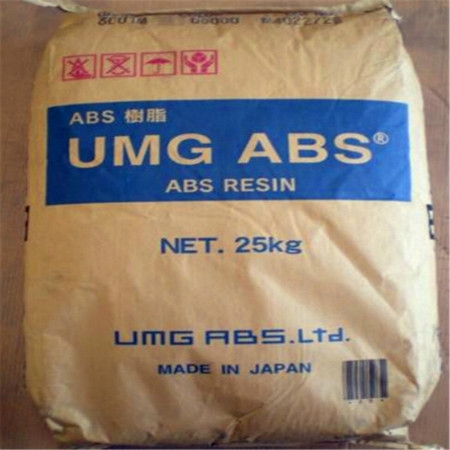 ABS 樹脂
UMG ABS®
ABS RESIN
NET. 25kg
UMG ABS.Ltd.
MADE IN JAPAN